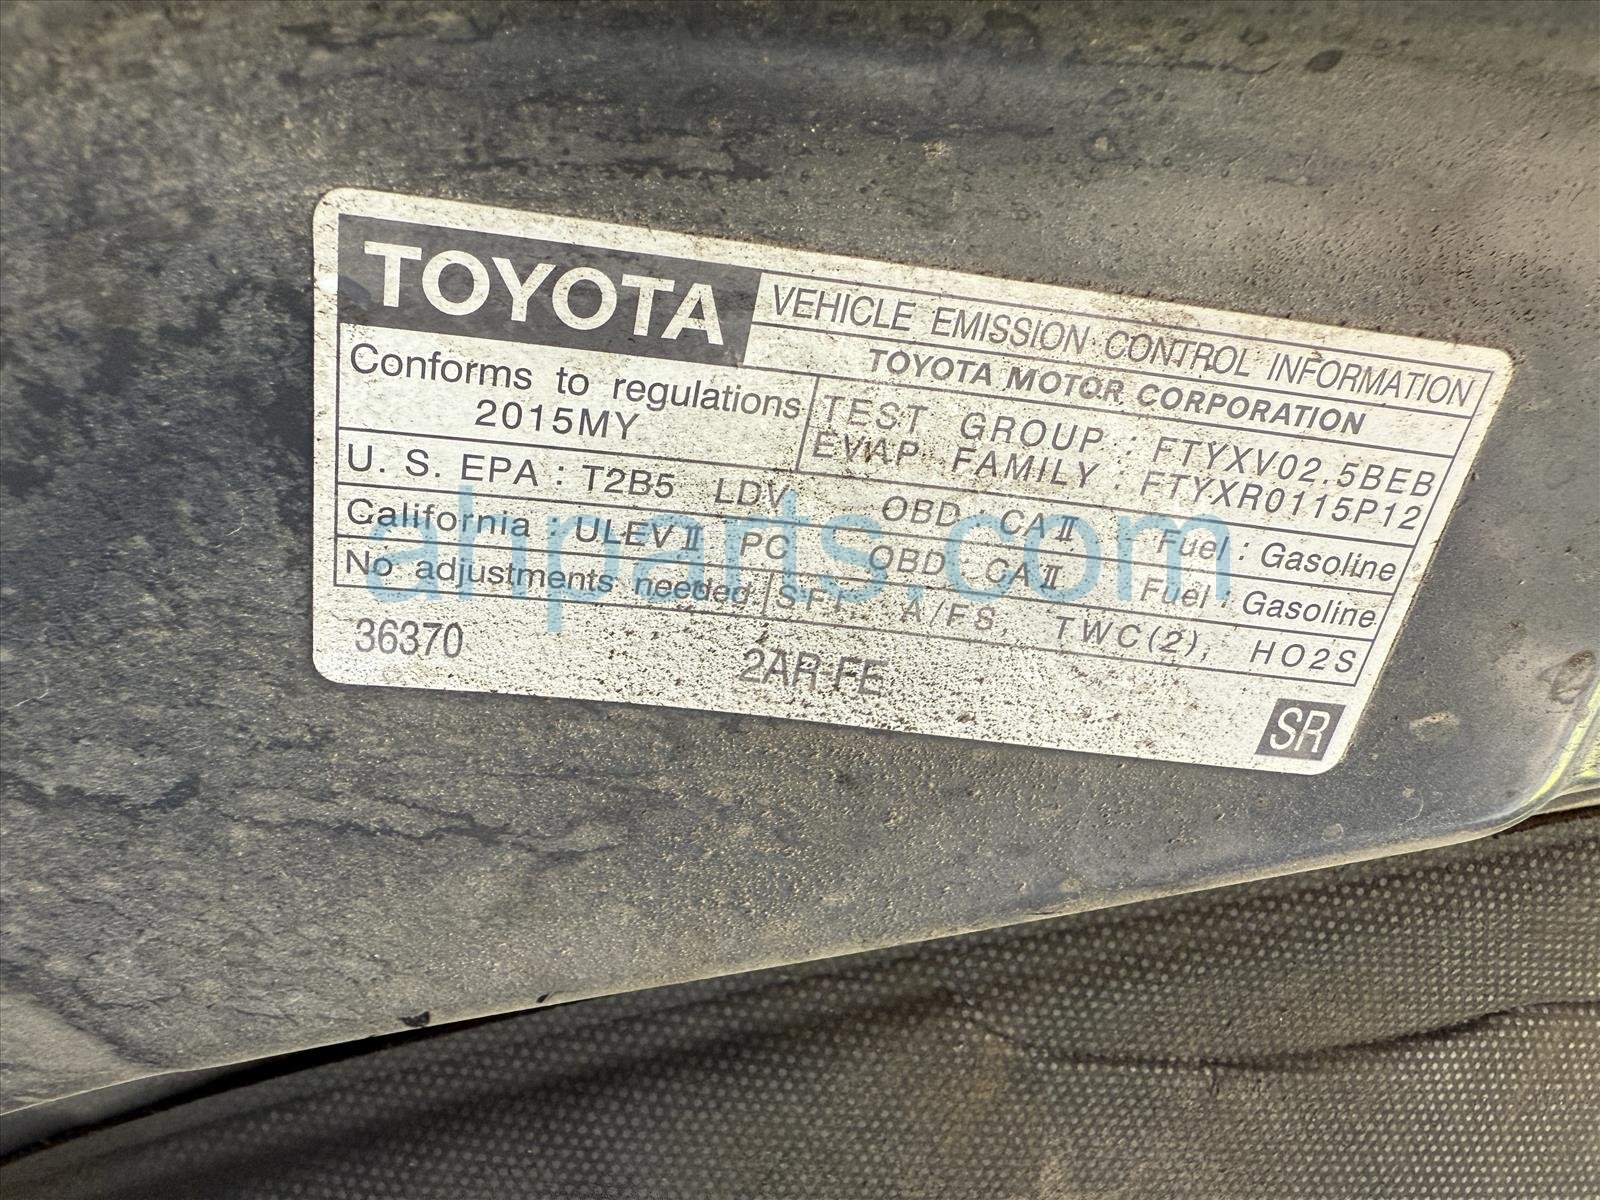 TOYOTA
VEHICLE EMISSION CONTROL INFORMATION
TOYOTA MOTOR CORPORATION
Conforms to regulations
2015MY
TEST GROUP : FTYXV02.5BEB
EVAP FAMILY : FTYXR0115P12
U. S. EPA : T2B5 LDV OBD : CAⅡ Fuel : Gasoline
California : ULEVⅡ PC OBD : CAⅡ Fuel : Gasoline
No adjustments needed SFI, A/FS, TWC(2), HO2S
36370 2AR-FE
SR
ahparts.com